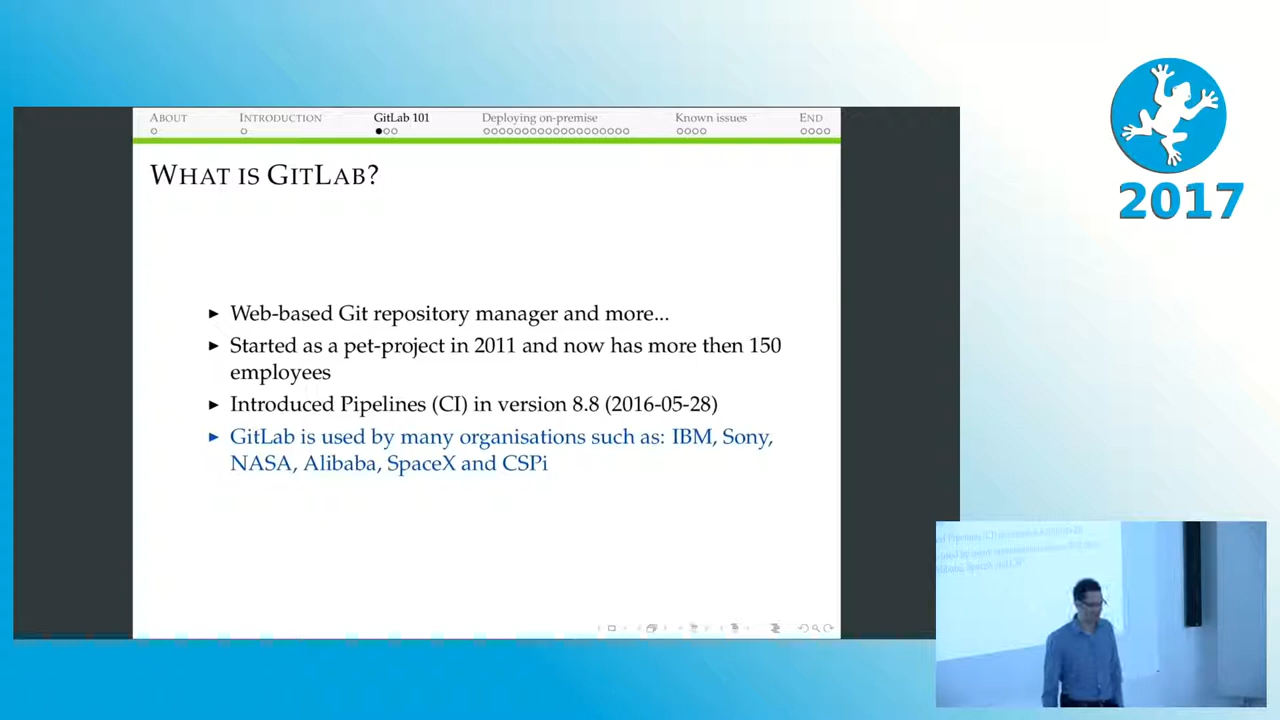 ABOUT INTRODUCTION GitLab 101 Deploying on-premise Known issues END
WHAT IS GITLAB?
Web-based Git repository manager and more...
Started as a pet-project in 2011 and now has more then 150
employees
Introduced Pipelines (CI) in version 8.8 (2016-05-28)
GitLab is used by many organisations such as: IBM, Sony,
NASA, Alibaba, SpaceX and CSPi
2017